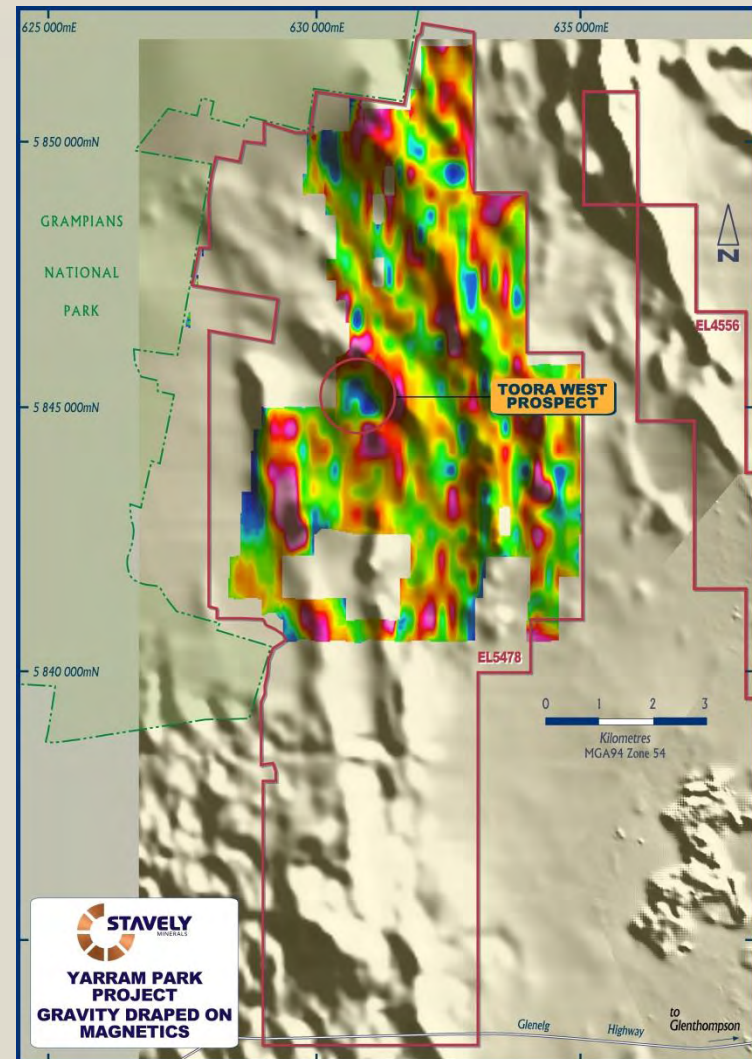 625 000mE
630 000mE
635 000mE
5 850 000mN
GRAMPIANS
NATIONAL
PARK
N
EL4556
TOORA WEST
PROSPECT
5 845 000mN
5 840 000mN
EL5478
0 1 2 3
Kilometres
MGA94 Zone 54
STAVELY
MINERALS
YARRAM PARK
PROJECT
GRAVITY DRAPED ON
MAGNETICS
Glenelg Highway
to
Glenthompson